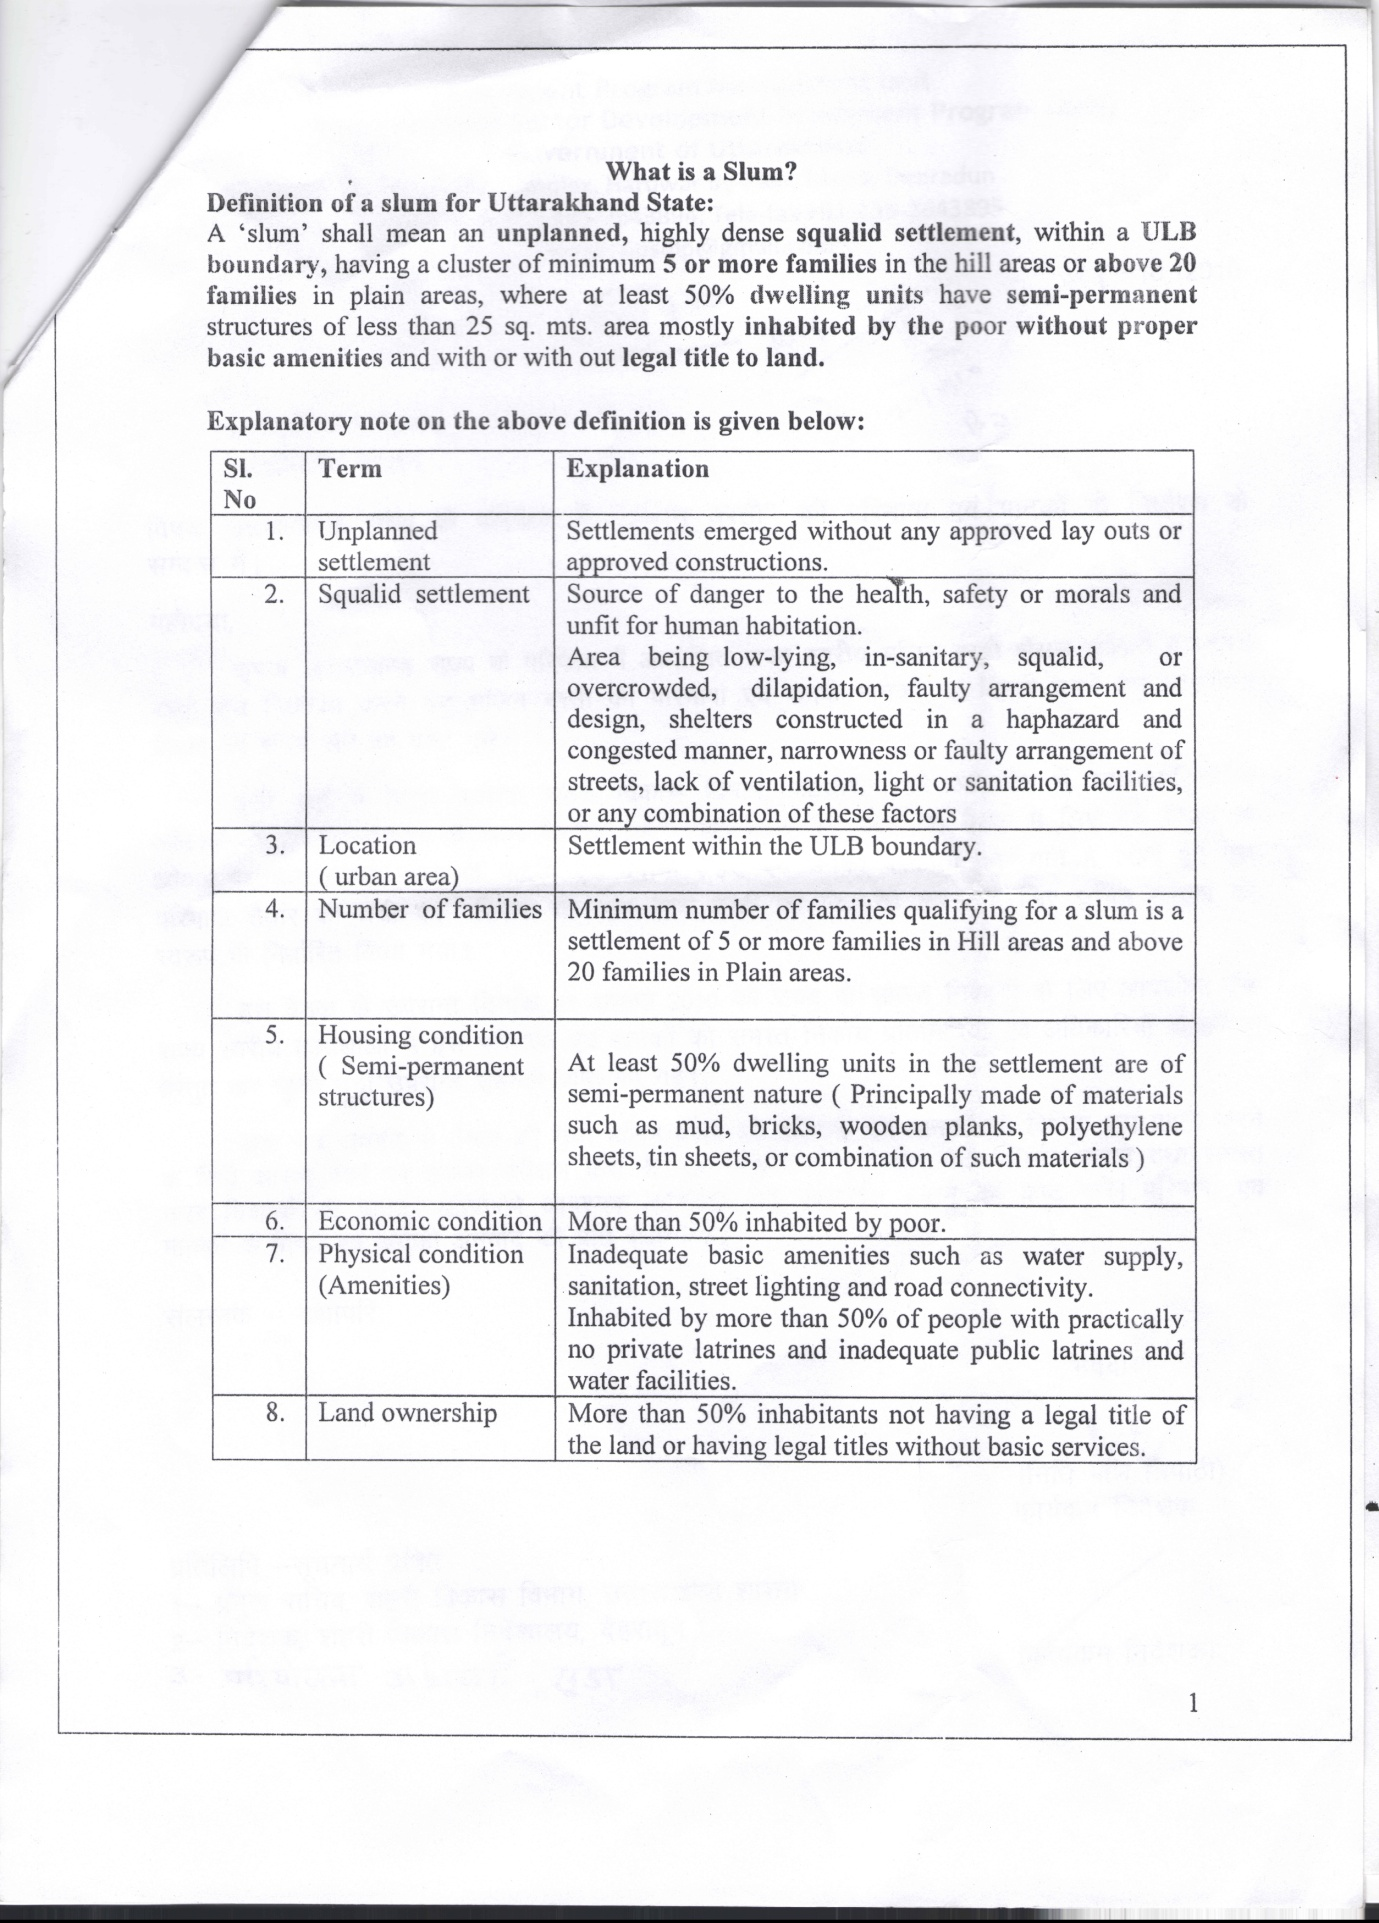 What is a Slum?
Definition of a slum for Uttarakhand State:
A ‘slum’ shall mean an unplanned, highly dense squalid settlement, within a ULB
boundary, having a cluster of minimum 5 or more families in the hill areas or above 20
families in plain areas, where at least 50% dwelling units have semi-permanent
structures of less than 25 sq. mts. area mostly inhabited by the poor without proper
basic amenities and with or with out legal title to land.
Explanatory note on the above definition is given below:
Sl. No Term Explanation
1. Unplanned settlement
Settlements emerged without any approved lay outs or
approved constructions.
2. Squalid settlement
Source of danger to the health, safety or morals and
unfit for human habitation.
Area being low-lying, in-sanitary, squalid, or
overcrowded, dilapidation, faulty arrangement and
design, shelters constructed in a haphazard and
congested manner, narrowness or faulty arrangement of
streets, lack of ventilation, light or sanitation facilities,
or any combination of these factors
3. Location
( urban area)
Settlement within the ULB boundary.
4. Number of families
Minimum number of families qualifying for a slum is a
settlement of 5 or more families in Hill areas and above
20 families in Plain areas.
5. Housing condition
( Semi-permanent
structures)
At least 50% dwelling units in the settlement are of
semi-permanent nature ( Principally made of materials
such as mud, bricks, wooden planks, polyethylene
sheets, tin sheets, or combination of such materials )
6. Economic condition More than 50% inhabited by poor.
7. Physical condition
(Amenities)
Inadequate basic amenities such as water supply,
sanitation, street lighting and road connectivity.
Inhabited by more than 50% of people with practically
no private latrines and inadequate public latrines and
water facilities.
8. Land ownership
More than 50% inhabitants not having a legal title of
the land or having legal titles without basic services.
1